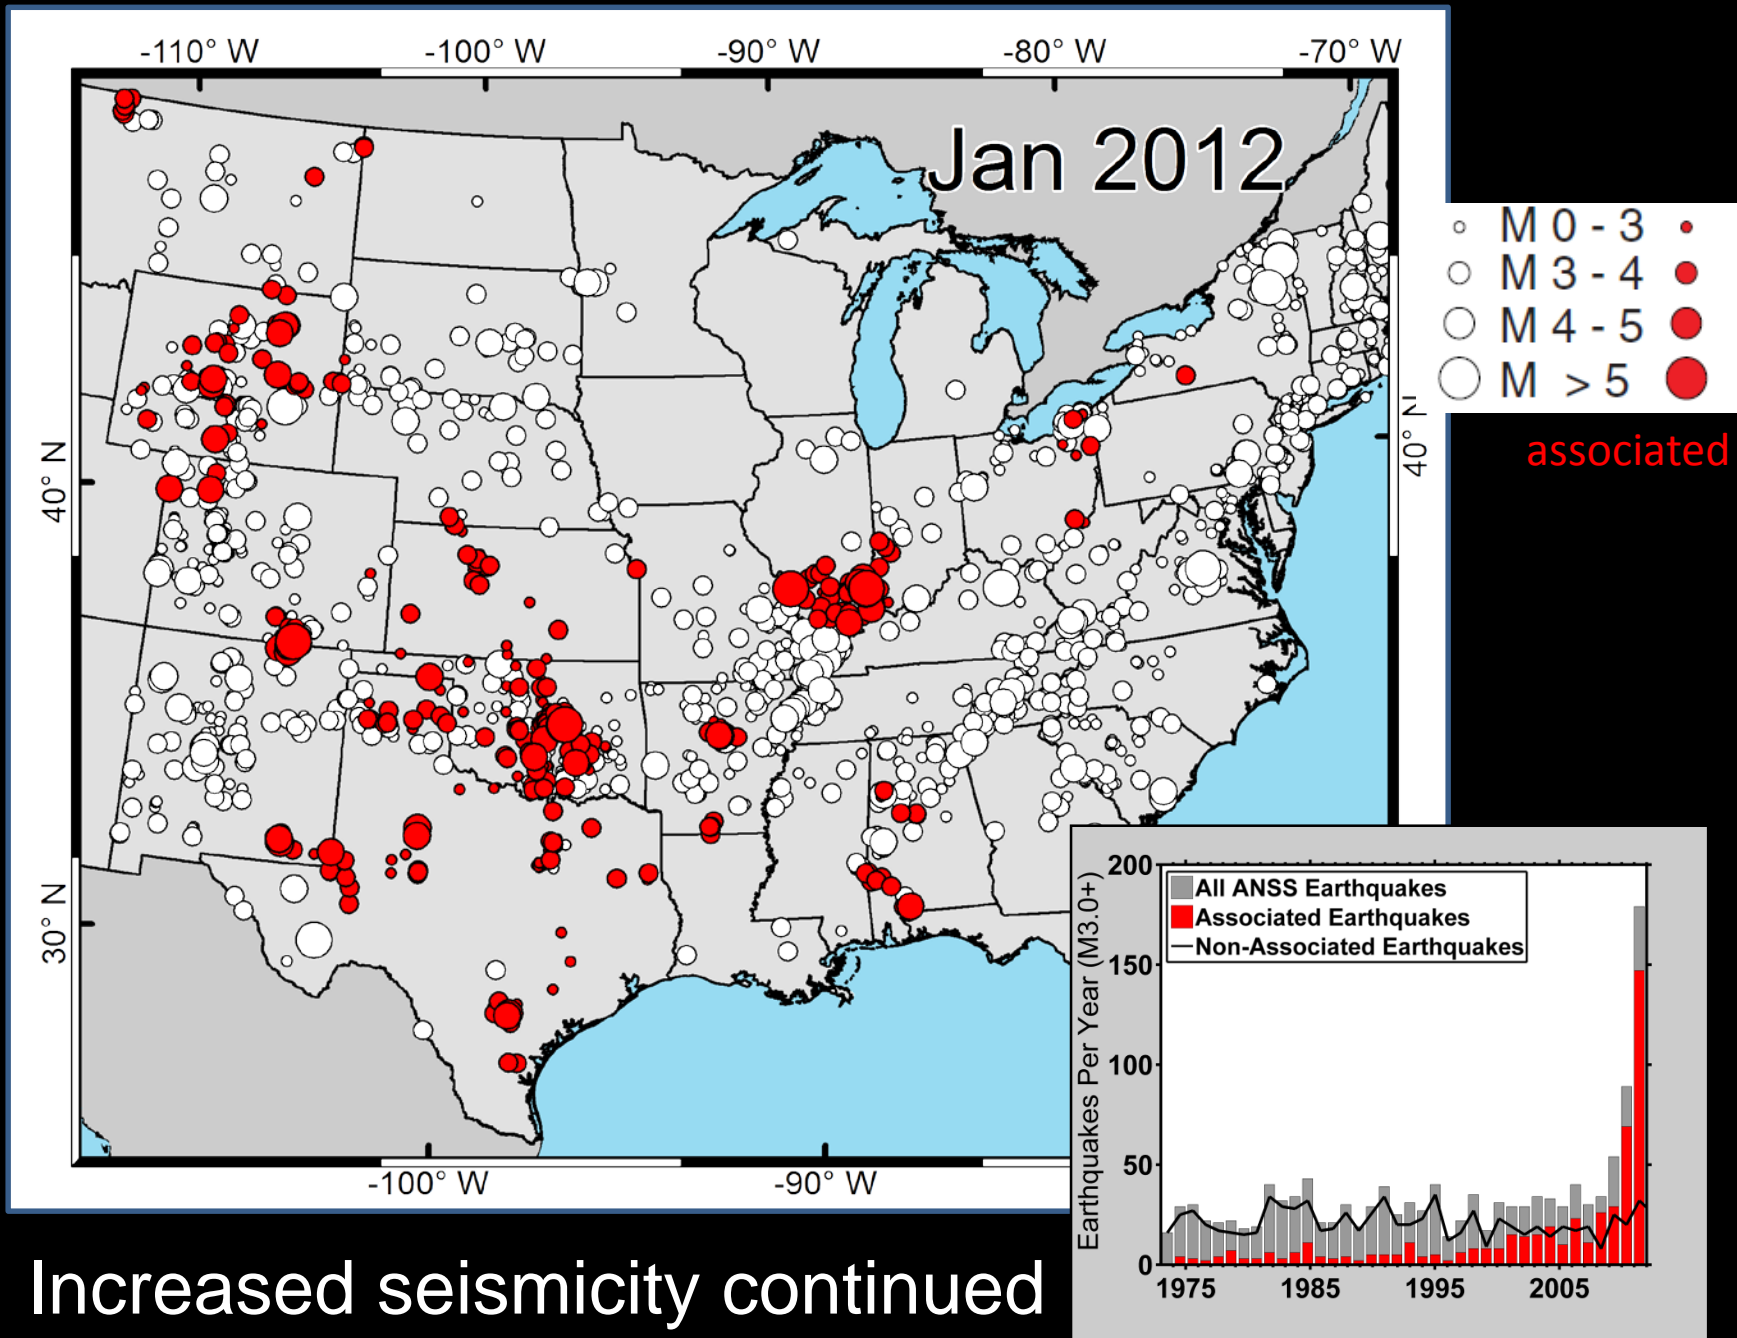 -110° W -100° W -90° W -80° W -70° W
Jan 2012
M 0 - 3
M 3 - 4
M 4 - 5
M > 5
associated
40° N
40° N
30° N
-100° W -90° W
200
150
100
50
0
Earthquakes Per Year (M3.0+)
All ANSS Earthquakes
Associated Earthquakes
Non-Associated Earthquakes
1975 1985 1995 2005
Increased seismicity continued